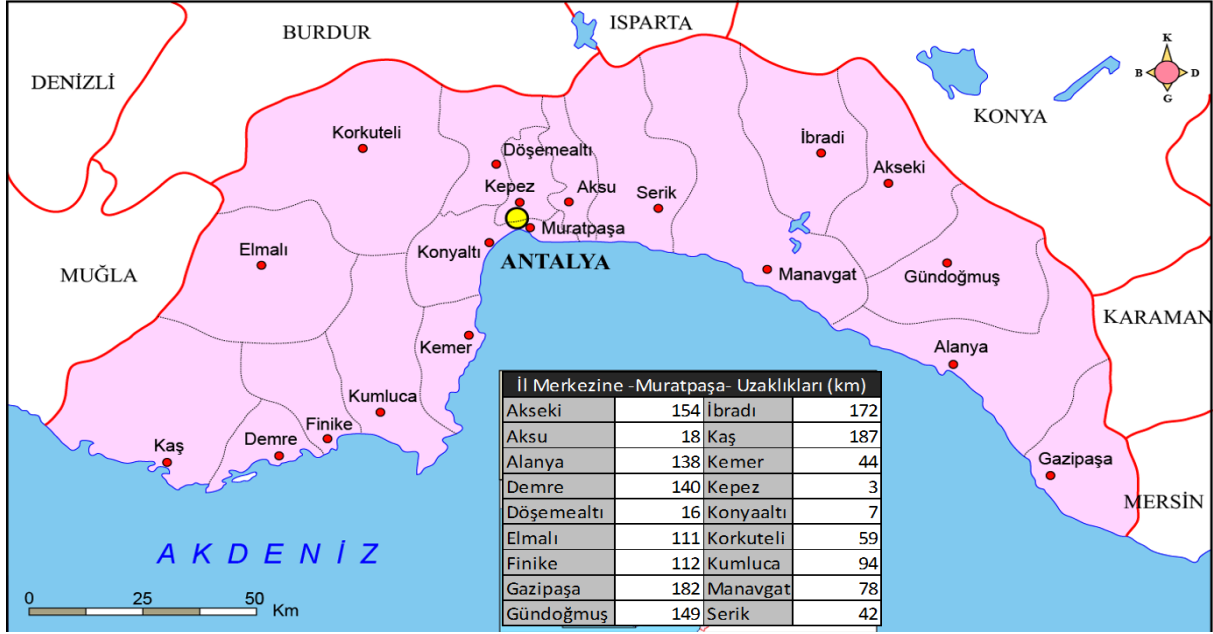 ISPARTA
BURDUR
K
B D
G
DENİZLİ
KONYA
Korkuteli
İbradi
Döşemealtı
Akseki
Kepez
Aksu
Serik
Muratpaşa
Konyaltı
Elmalı
ANTALYA
MUĞLA
Manavgat
Gündoğmuş
KARAMAN
Kemer
Alanya
İl Merkezine -Muratpaşa- Uzaklıkları (km)
Akseki 154 İbradı 172
Aksu 18 Kaş 187
Alanya 138 Kemer 44
Demre 140 Kepez 3
Döşemealtı 16 Konyaaltı 7
Elmalı 111 Korkuteli 59
Finike 112 Kumluca 94
Gazipaşa 182 Manavgat 78
Gündoğmuş 149 Serik 42
Kumluca
Finike
Demre
Kaş
Gazipaşa
MERSİN
AKDENİZ
0 25 50
Km